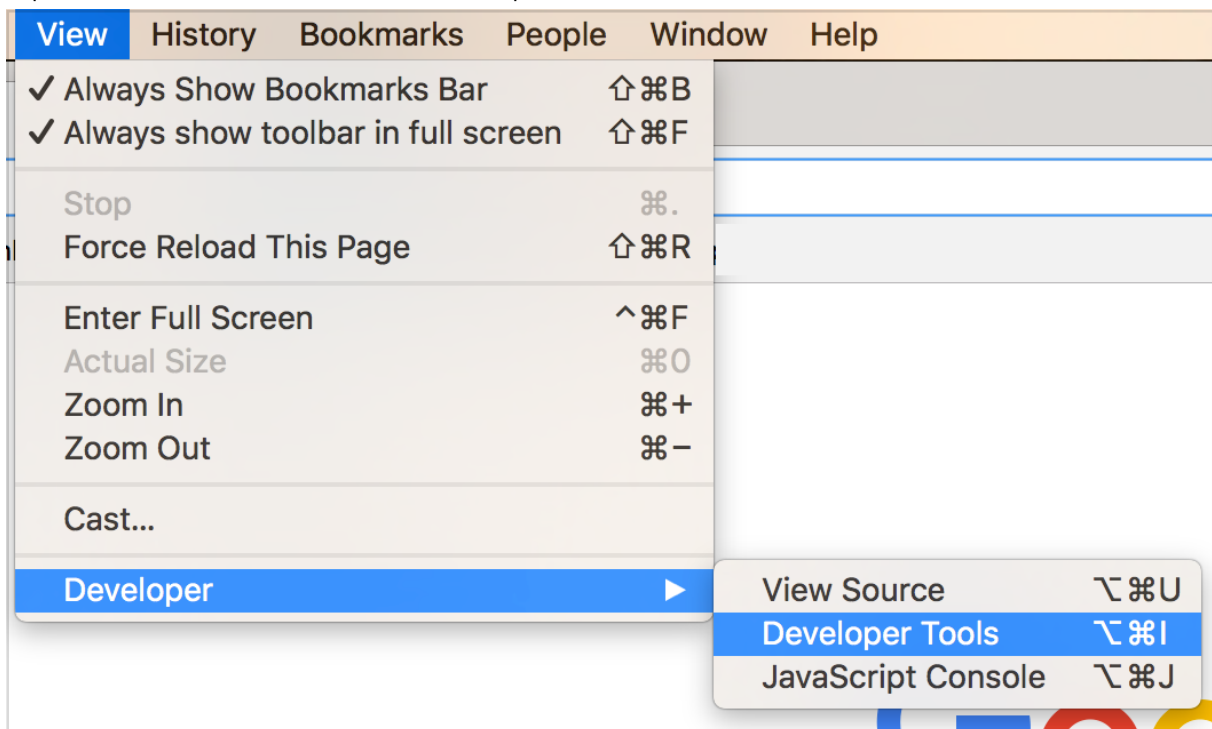 View History Bookmarks People Window Help
✓ Always Show Bookmarks Bar ⇧⌘B
✓ Always show toolbar in full screen ⇧⌘F
Stop ⌘.
Force Reload This Page ⇧⌘R
Enter Full Screen ^⌘F
Actual Size ⌘0
Zoom In ⌘+
Zoom Out ⌘−
Cast...
Developer ▶
View Source ⌥⌘U
Developer Tools ⌥⌘I
JavaScript Console ⌥⌘J